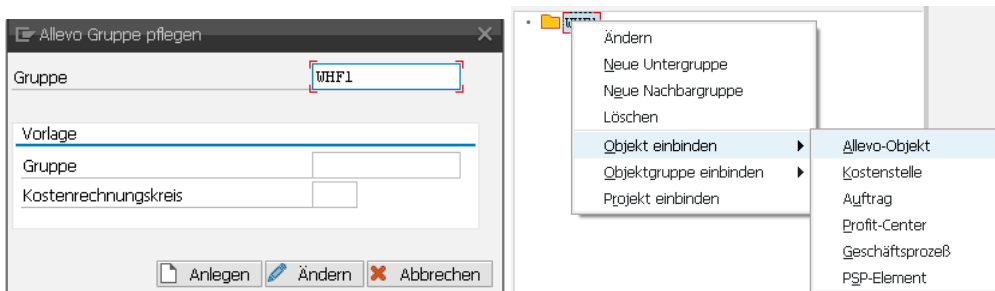 Allevo Gruppe pflegen
Gruppe WHF1
Vorlage
Gruppe
Kostenrechnungskreis
Anlegen Ändern Abbrechen
WHF1
Ändern
Neue Untergruppe
Neue Nachbargruppe
Löschen
Objekt einbinden
Objektgruppe einbinden
Projekt einbinden
Allevo-Objekt
Kostenstelle
Auftrag
Profit-Center
Geschäftsprozeß
PSP-Element